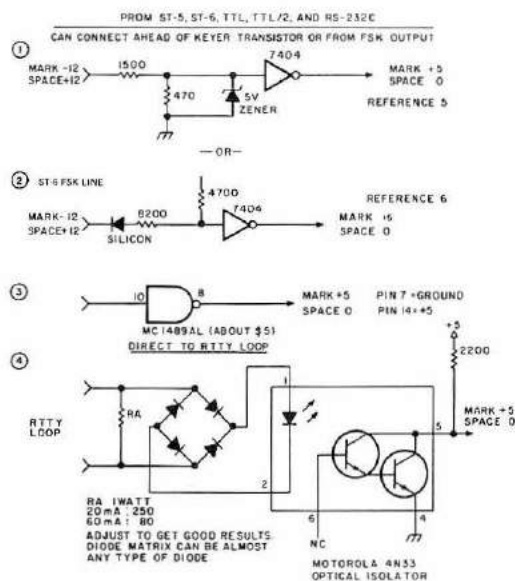 FROM ST-5, ST-6, TTL, TTL/2, AND RS-232C
CAN CONNECT AHEAD OF KEYER TRANSISTOR OR FROM FSK OUTPUT
1
MARK -12
SPACE+12
1500
470
5V
ZENER
7404
MARK +5
SPACE 0
REFERENCE 5
— OR —
2
ST-6 FSK LINE
MARK-12
SPACE+12
SILICON
8200
4700
7404
REFERENCE 6
MARK +5
SPACE 0
3
10
8
MC1489AL (ABOUT $5)
MARK +5
SPACE 0
PIN 7 = GROUND
PIN 14 = +5
DIRECT TO RTTY LOOP
4
RTTY
LOOP
RA
1
2
+5
2200
5
MARK +5
SPACE 0
6
4
NC
RA 1WATT
20mA : 250
60mA : 80
ADJUST TO GET GOOD RESULTS.
DIODE MATRIX CAN BE ALMOST
ANY TYPE OF DIODE
MOTOROLA 4N33
OPTICAL ISOLATOR